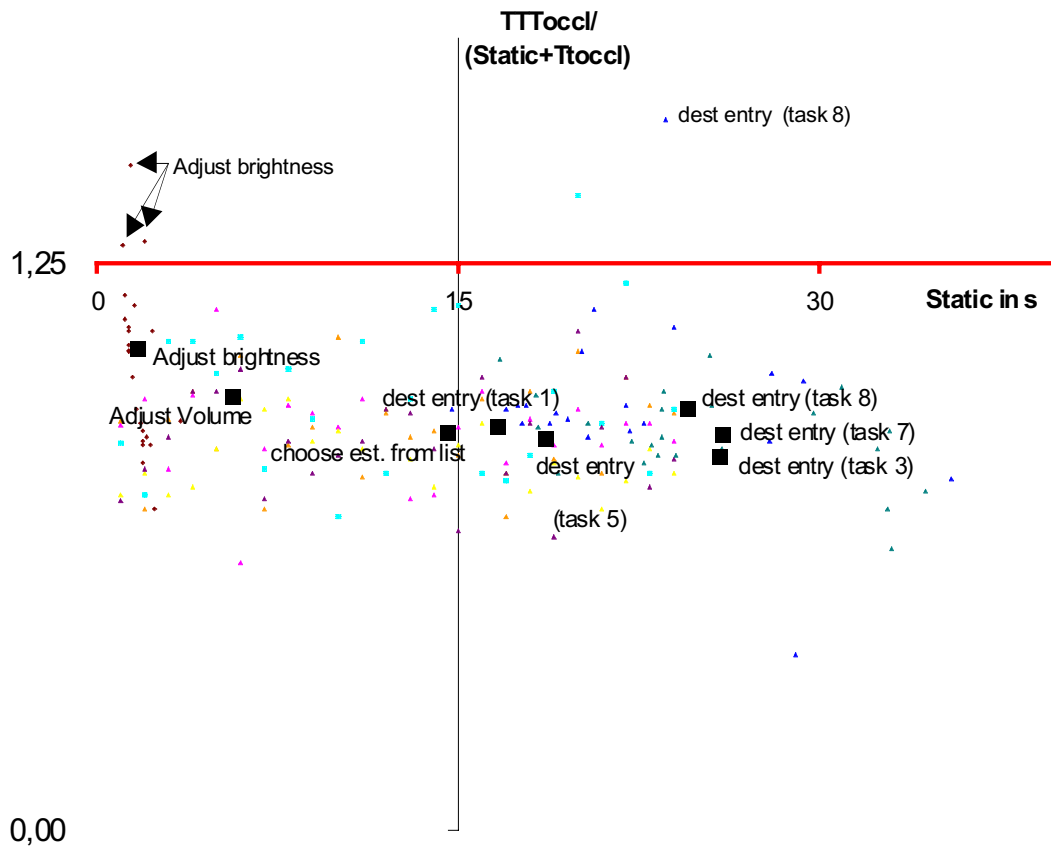 TTToccl/
(Static+Ttoccl)
dest entry (task 8)
Adjust brightness
1,25
0
15
30
Static in s
Adjust brightness
Adjust Volume
dest entry (task 1)
dest entry (task 8)
choose est. from list
dest entry (task 7)
dest entry
dest entry (task 3)
(task 5)
0,00